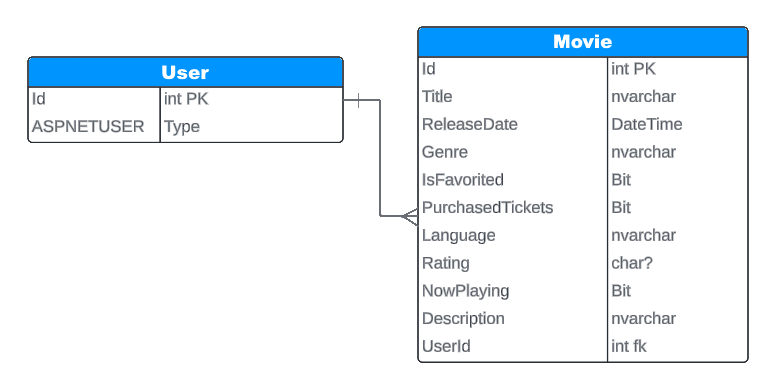 User
Id int PK
ASPNETUSER Type
Movie
Id int PK
Title nvarchar
ReleaseDate DateTime
Genre nvarchar
IsFavorited Bit
PurchasedTickets Bit
Language nvarchar
Rating char?
NowPlaying Bit
Description nvarchar
UserId int fk